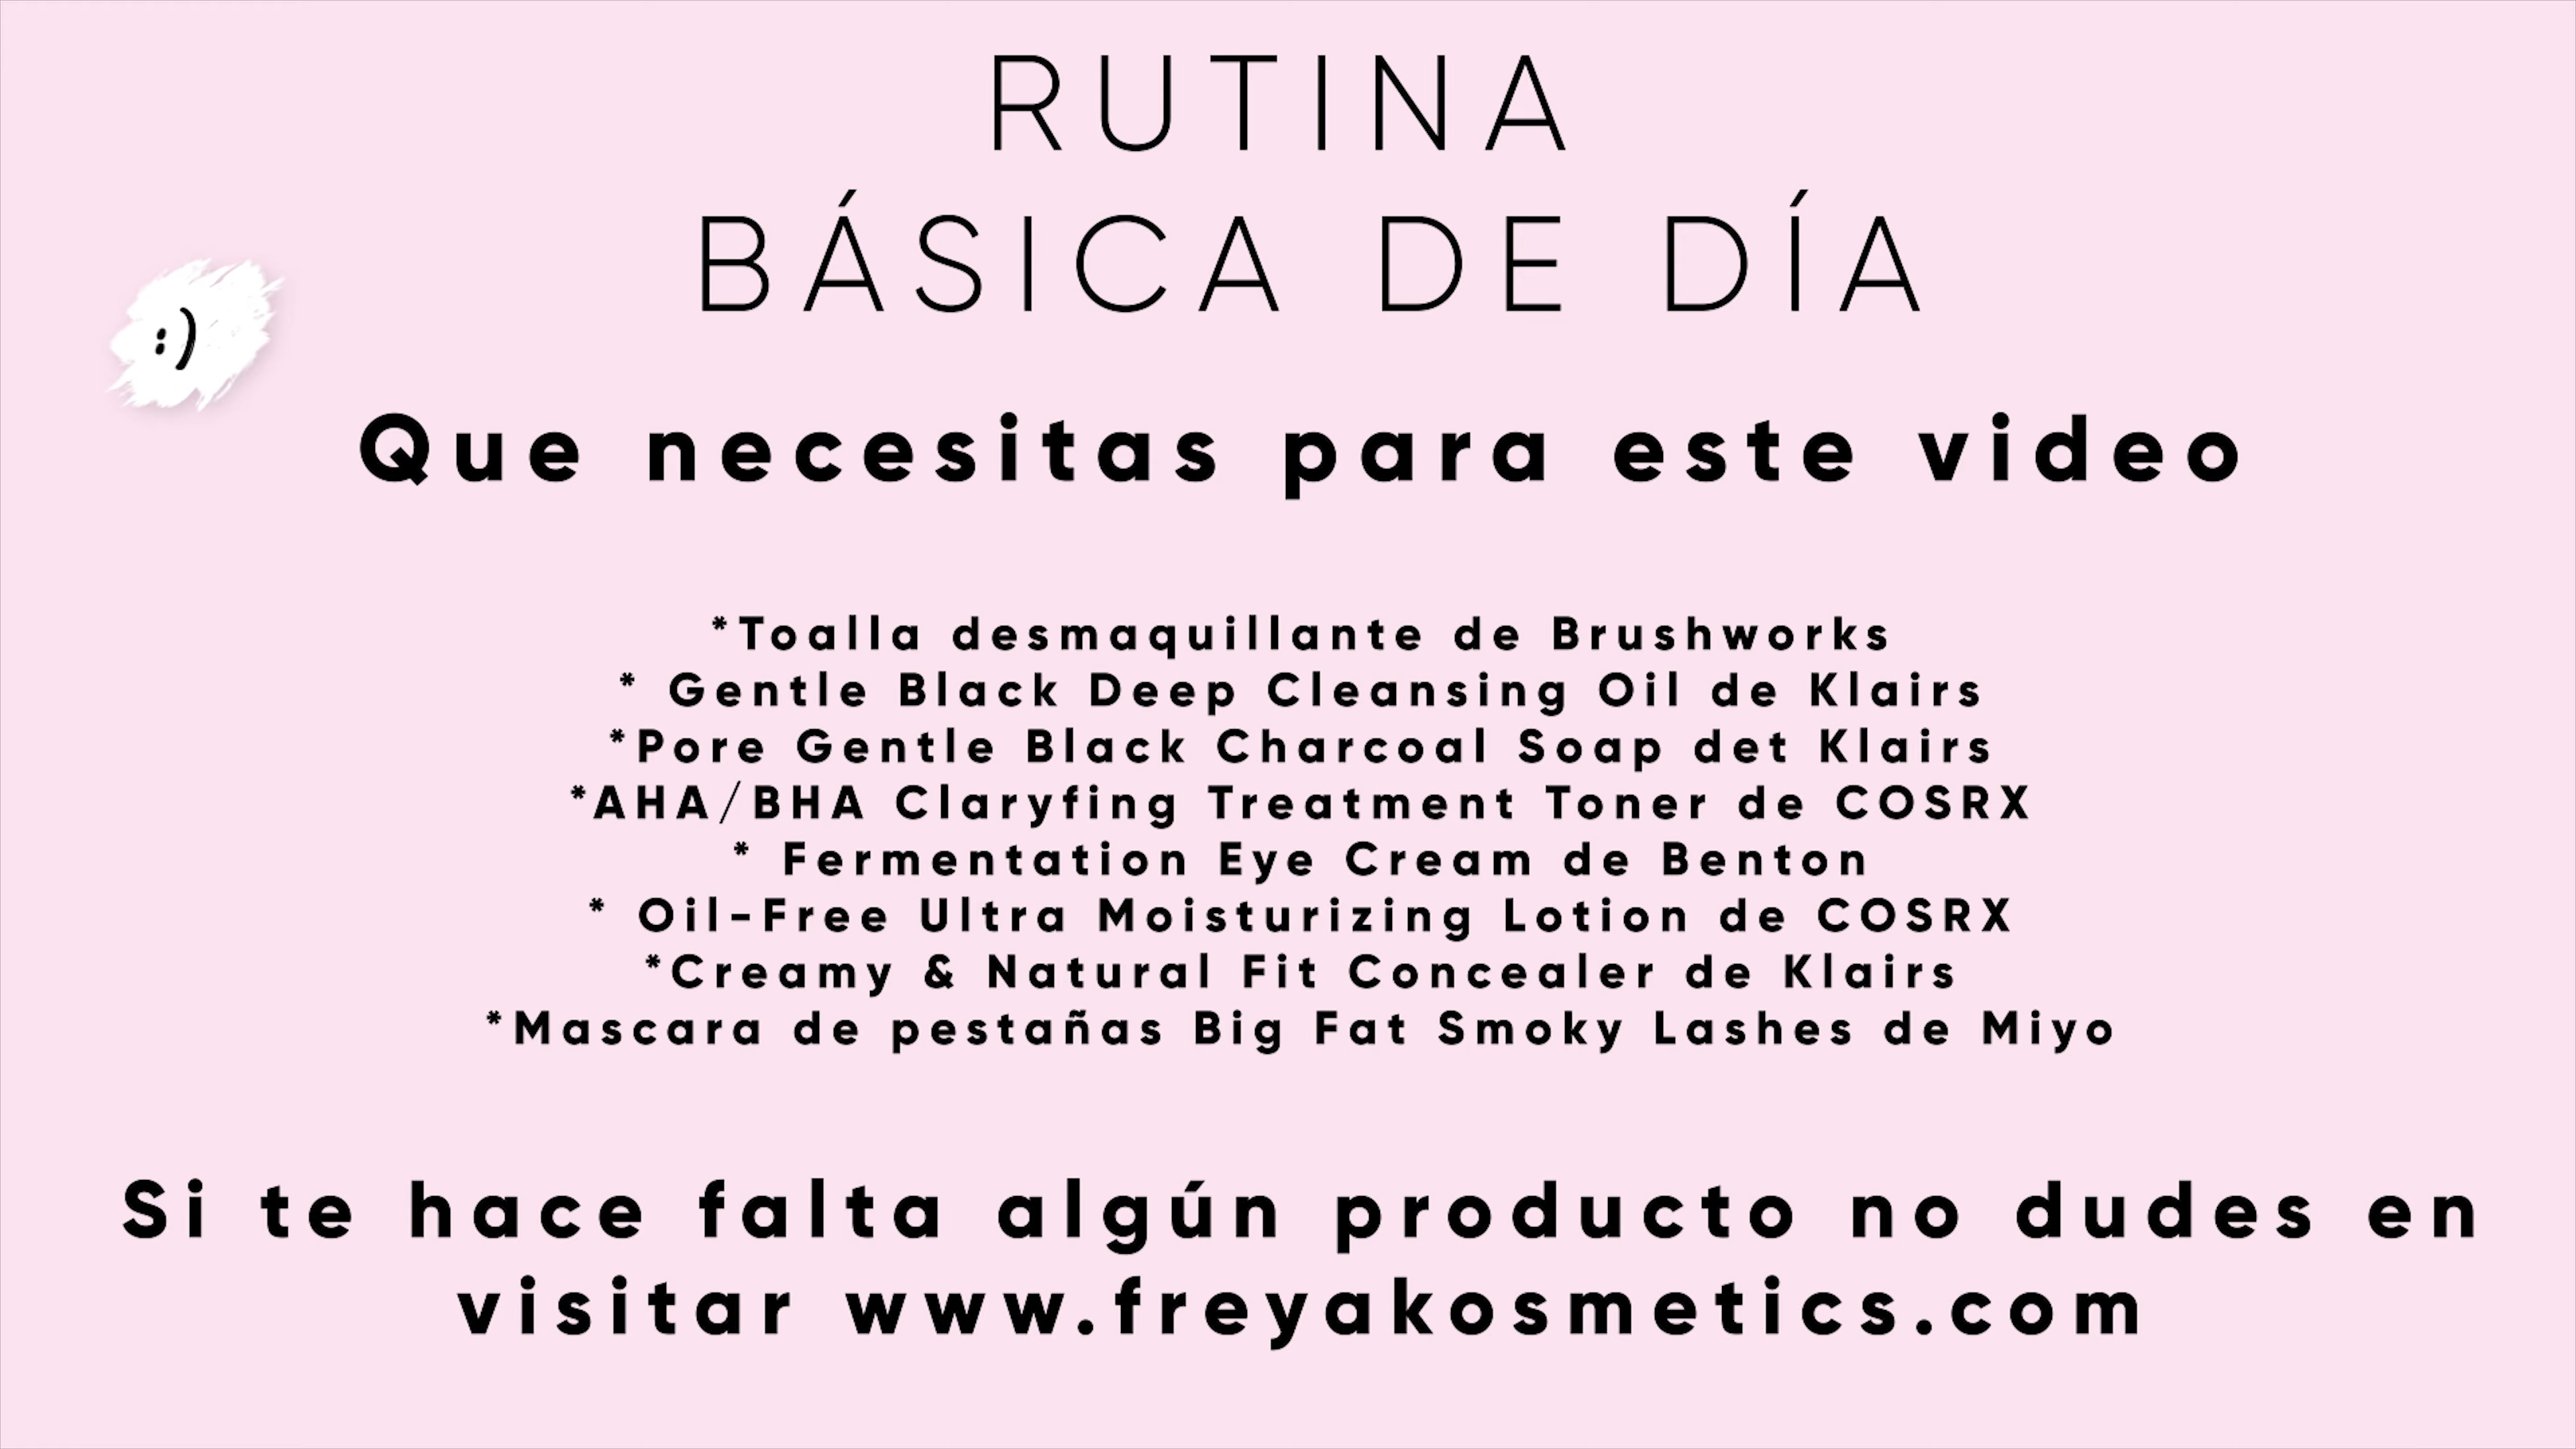 RUTINA
BÁSICA DE DÍA
:)
Que necesitas para este video
*Toalla desmaquillante de Brushworks
* Gentle Black Deep Cleansing Oil de Klairs
*Pore Gentle Black Charcoal Soap det Klairs
*AHA/BHA Claryfing Treatment Toner de COSRX
* Fermentation Eye Cream de Benton
* Oil-Free Ultra Moisturizing Lotion de COSRX
*Creamy & Natural Fit Concealer de Klairs
*Mascara de pestañas Big Fat Smoky Lashes de Miyo
Si te hace falta algún producto no dudes en
visitar www.freyakosmetics.com